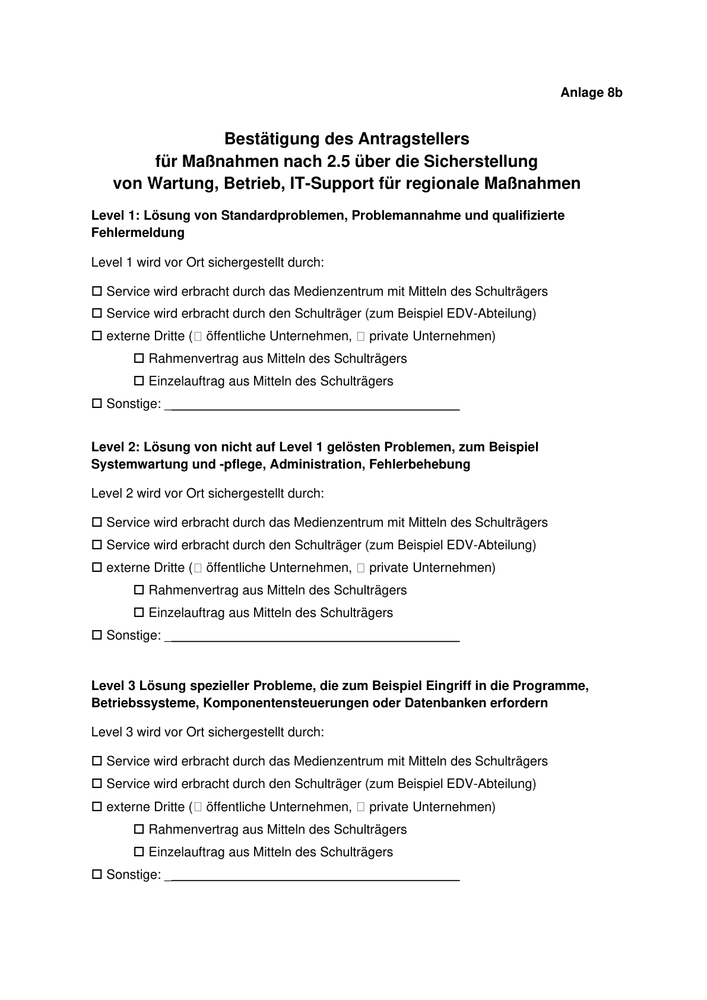 Anlage 8b
Bestätigung des Antragstellers
für Maßnahmen nach 2.5 über die Sicherstellung
von Wartung, Betrieb, IT-Support für regionale Maßnahmen
Level 1: Lösung von Standardproblemen, Problemannahme und qualifizierte
Fehlermeldung
Level 1 wird vor Ort sichergestellt durch:
☐ Service wird erbracht durch das Medienzentrum mit Mitteln des Schulträgers
☐ Service wird erbracht durch den Schulträger (zum Beispiel EDV-Abteilung)
☐ externe Dritte (☐ öffentliche Unternehmen, ☐ private Unternehmen)
☐ Rahmenvertrag aus Mitteln des Schulträgers
☐ Einzelauftrag aus Mitteln des Schulträgers
☐ Sonstige: ________________________________________
Level 2: Lösung von nicht auf Level 1 gelösten Problemen, zum Beispiel
Systemwartung und -pflege, Administration, Fehlerbehebung
Level 2 wird vor Ort sichergestellt durch:
☐ Service wird erbracht durch das Medienzentrum mit Mitteln des Schulträgers
☐ Service wird erbracht durch den Schulträger (zum Beispiel EDV-Abteilung)
☐ externe Dritte (☐ öffentliche Unternehmen, ☐ private Unternehmen)
☐ Rahmenvertrag aus Mitteln des Schulträgers
☐ Einzelauftrag aus Mitteln des Schulträgers
☐ Sonstige: ________________________________________
Level 3 Lösung spezieller Probleme, die zum Beispiel Eingriff in die Programme,
Betriebssysteme, Komponentensteuerungen oder Datenbanken erfordern
Level 3 wird vor Ort sichergestellt durch:
☐ Service wird erbracht durch das Medienzentrum mit Mitteln des Schulträgers
☐ Service wird erbracht durch den Schulträger (zum Beispiel EDV-Abteilung)
☐ externe Dritte (☐ öffentliche Unternehmen, ☐ private Unternehmen)
☐ Rahmenvertrag aus Mitteln des Schulträgers
☐ Einzelauftrag aus Mitteln des Schulträgers
☐ Sonstige: ________________________________________